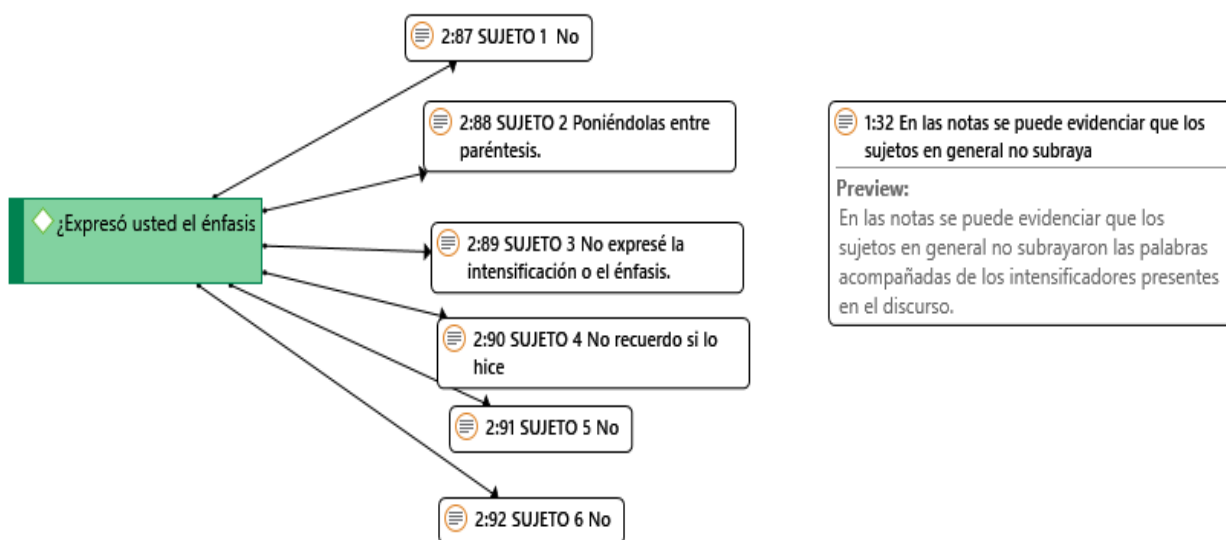 2:87 SUJETO 1 No
2:88 SUJETO 2 Poniéndolas entre
paréntesis.
¿Expresó usted el énfasis
2:89 SUJETO 3 No expresé la
intensificación o el énfasis.
2:90 SUJETO 4 No recuerdo si lo
hice
2:91 SUJETO 5 No
2:92 SUJETO 6 No
1:32 En las notas se puede evidenciar que los
sujetos en general no subraya
Preview:
En las notas se puede evidenciar que los
sujetos en general no subrayaron las palabras
acompañadas de los intensificadores presentes
en el discurso.